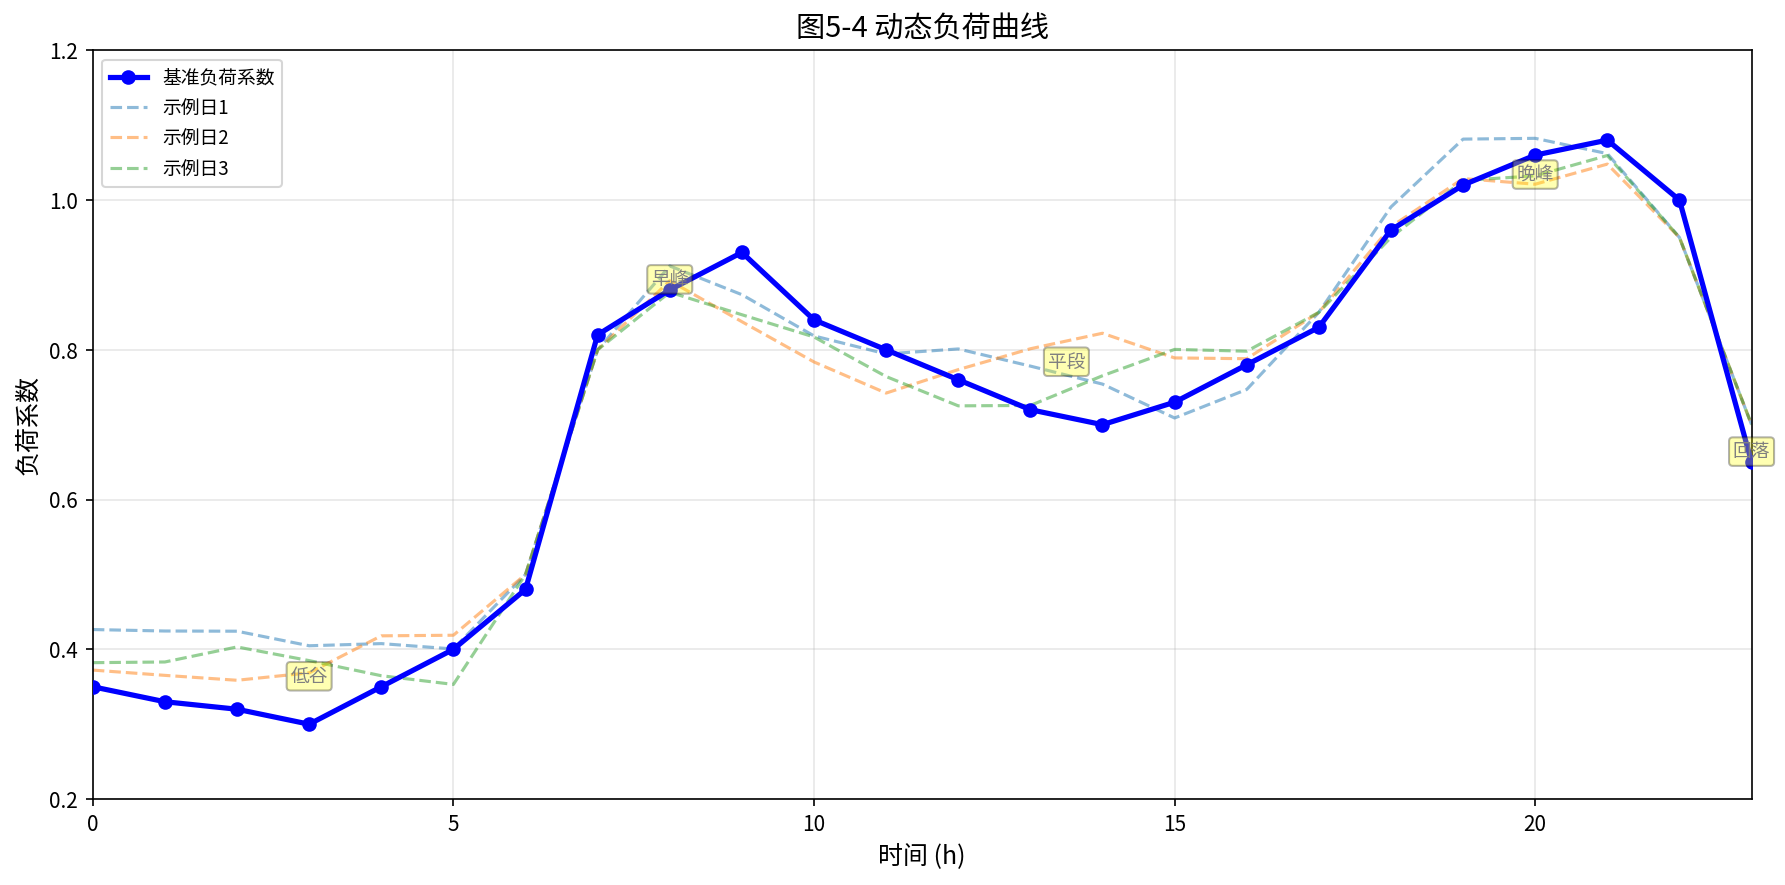 图5-4 动态负荷曲线
1.2
1.0
0.8
0.6
0.4
0.2
负荷系数
基准负荷系数
示例日1
示例日2
示例日3
早峰
晚峰
平段
回落
低谷
0
5
10
15
20
时间 (h)